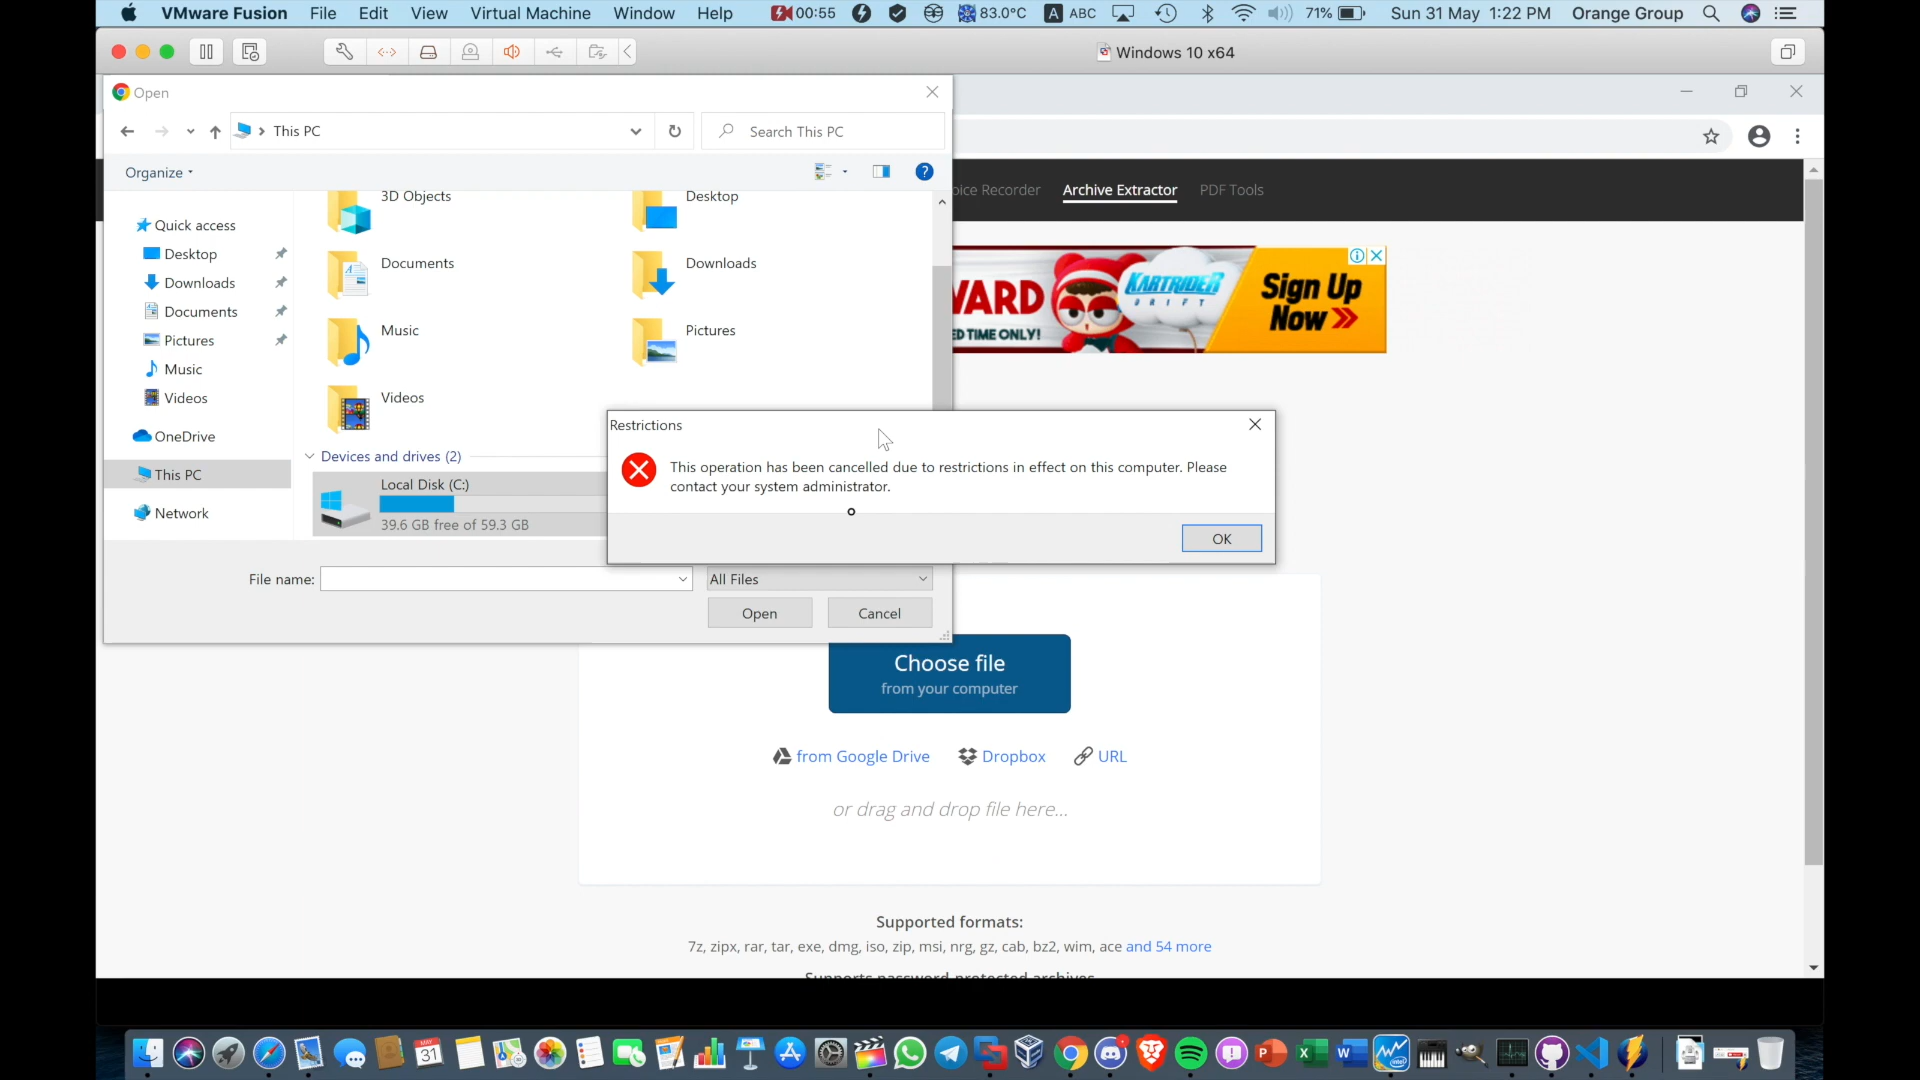 VMware Fusion File Edit View Virtual Machine Window Help 00:55 83.0°C A ABC 71% Sun 31 May 1:22 PM Orange Group
Windows 10 x64
Open
This PC
Search This PC
Organize
Voice Recorder Archive Extractor PDF Tools
3D Objects
Desktop
Documents
Downloads
Music
Pictures
Videos
Devices and drives (2)
Local Disk (C:)
39.6 GB free of 59.3 GB
Quick access
Desktop
Downloads
Documents
Pictures
Music
Videos
OneDrive
This PC
Network
KARTRIDER
DRIFT
Sign Up
Now
ED TIME ONLY!
Restrictions
This operation has been cancelled due to restrictions in effect on this computer. Please
contact your system administrator.
OK
File name:
All Files
Open Cancel
Choose file
from your computer
from Google Drive Dropbox URL
or drag and drop file here...
Supported formats:
7z, zipx, rar, tar, exe, dmg, iso, zip, msi, nrg, gz, cab, bz2, wim, ace and 54 more
Supports password-protected archives